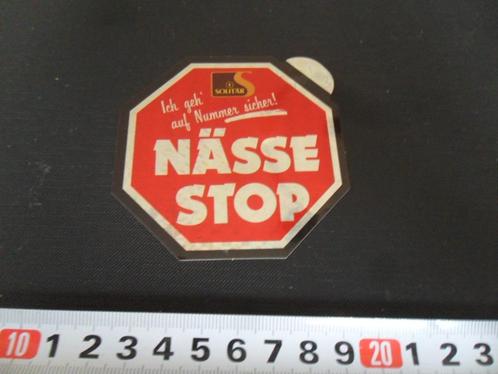 SOLITÄR S
Ich geh'
auf Nummer sicher!
NÄSSE
STOP
10 1 2 3 4 5 6 7 8 9 20 1 2 3